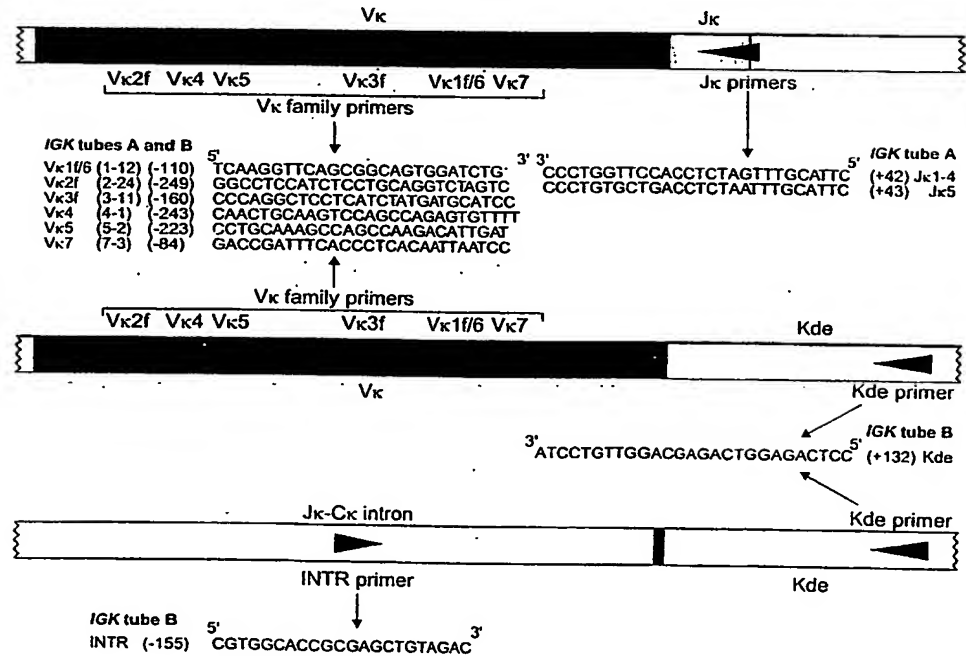 Vκ Jκ
Vκ2f Vκ4 Vκ5 Vκ3f Vκ1f/6 Vκ7
Vκ family primers
Jκ primers
IGK tubes A and B
5' 3'
Vκ1f/6 (1-12) (-110) TCAAGGTTCAGCGGCAGTGGATCTG
Vκ2f (2-24) (-249) GGCCTCCATCTCCTGCAGGTCTAGTC
Vκ3f (3-11) (-160) CCCAGGCTCCTCATCTATGATGCATCC
Vκ4 (4-1) (-243) CAACTGCAAGTCCAGCCAGAGTGTTTT
Vκ5 (5-2) (-223) CCTGCAAAGCCAGCCAAGACATTGAT
Vκ7 (7-3) (-84) GACCGATTTCACCCTCACAATTAATCC
IGK tube A
3' 5'
CCCTGGTTCCACCTCTAGTTTGCATTC (+42) Jκ1-4
CCCTGTGCTGACCTCTAATTTGCATTC (+43) Jκ5
Vκ family primers
Vκ2f Vκ4 Vκ5 Vκ3f Vκ1f/6 Vκ7
Kde
Vκ
Kde primer
IGK tube B
3' 5'
ATCCTGTTGGACGAGACTGGAGACTCC (+132) Kde
Kde primer
Jκ-Cκ intron
INTR primer
Kde
IGK tube B
5' 3'
INTR (-155) CGTGGCACCGCGAGCTGTAGAC